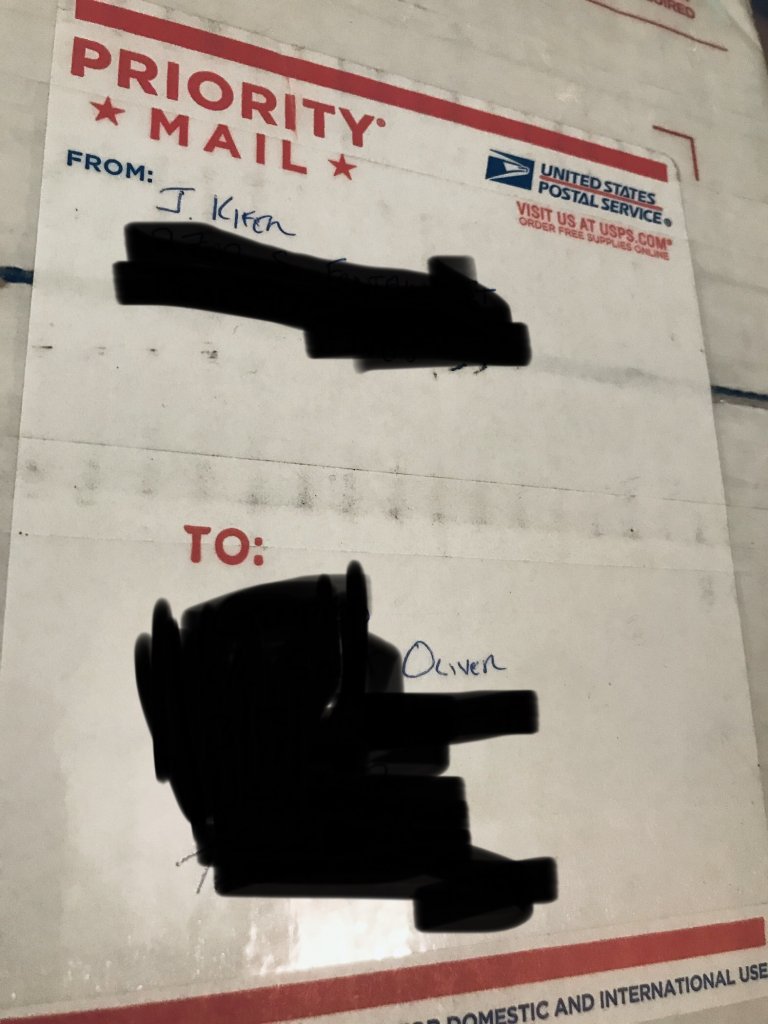 PRIORITY®
★ MAIL ★
UNITED STATES
POSTAL SERVICE®
VISIT US AT USPS.COM®
ORDER FREE SUPPLIES ONLINE
FROM:
J. KIFER
TO:
OLIVER
DOMESTIC AND INTERNATIONAL USE